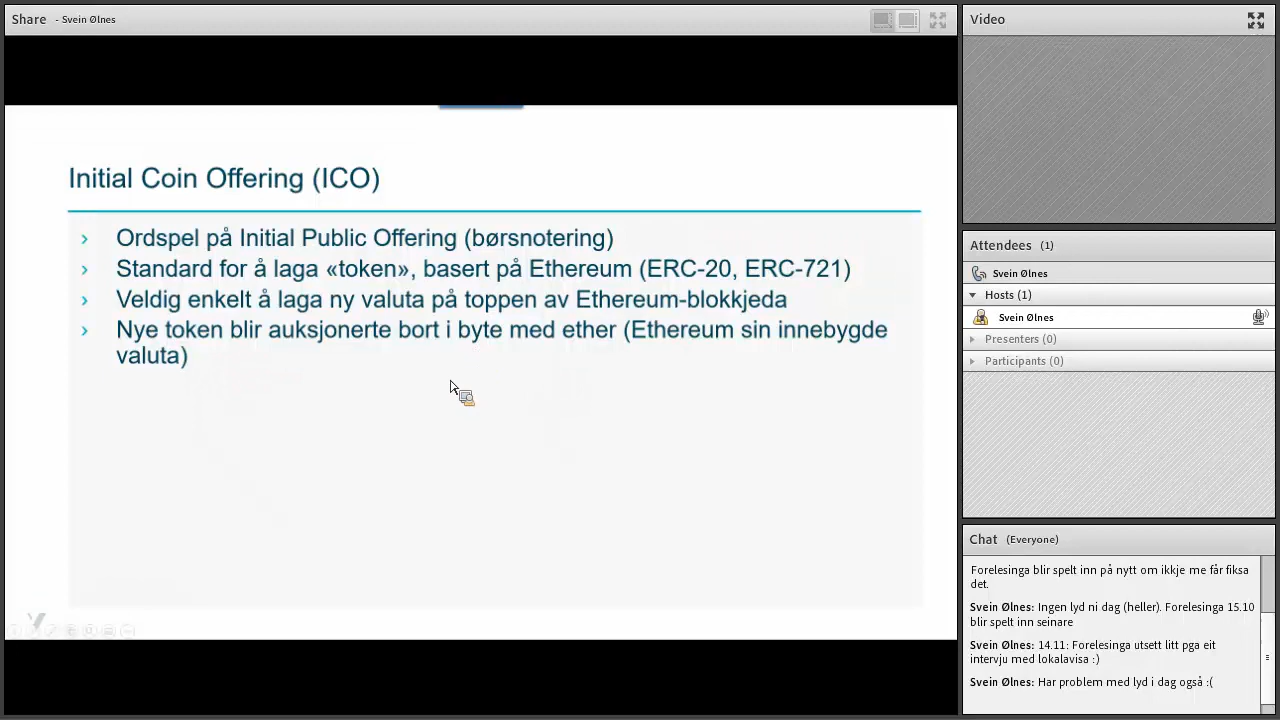 Share - Svein Ølnes
Initial Coin Offering (ICO)
› Ordspel på Initial Public Offering (børsnotering)
› Standard for å laga «token», basert på Ethereum (ERC-20, ERC-721)
› Veldig enkelt å laga ny valuta på toppen av Ethereum-blokkjeda
› Nye token blir auksjonerte bort i byte med ether (Ethereum sin innebygde
valuta)
Video
Attendees (1)
Svein Ølnes
Hosts (1)
Svein Ølnes
Presenters (0)
Participants (0)
Chat (Everyone)
Forelesinga blir spelt inn på nytt om ikkje me får fiksa
det.
Svein Ølnes: Ingen lyd ni dag (heller). Forelesinga 15.10
blir spelt inn seinare
Svein Ølnes: 14.11: Forelesinga utsett litt pga eit
intervju med lokalavisa :)
Svein Ølnes: Har problem med lyd i dag også :(